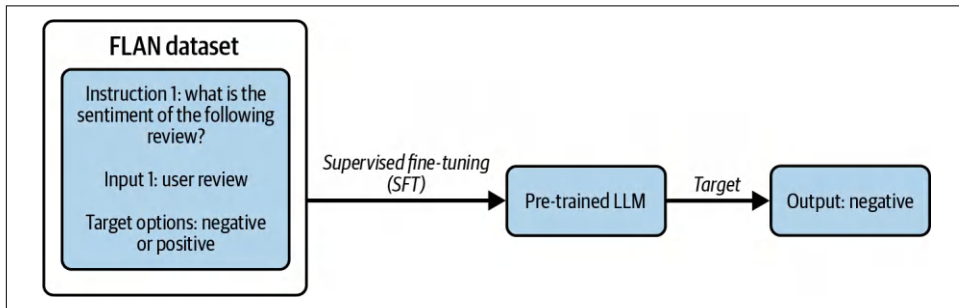 FLAN dataset
Instruction 1: what is the
sentiment of the following
review?
Input 1: user review
Target options: negative
or positive
Supervised fine-tuning
(SFT)
Pre-trained LLM
Target
Output: negative